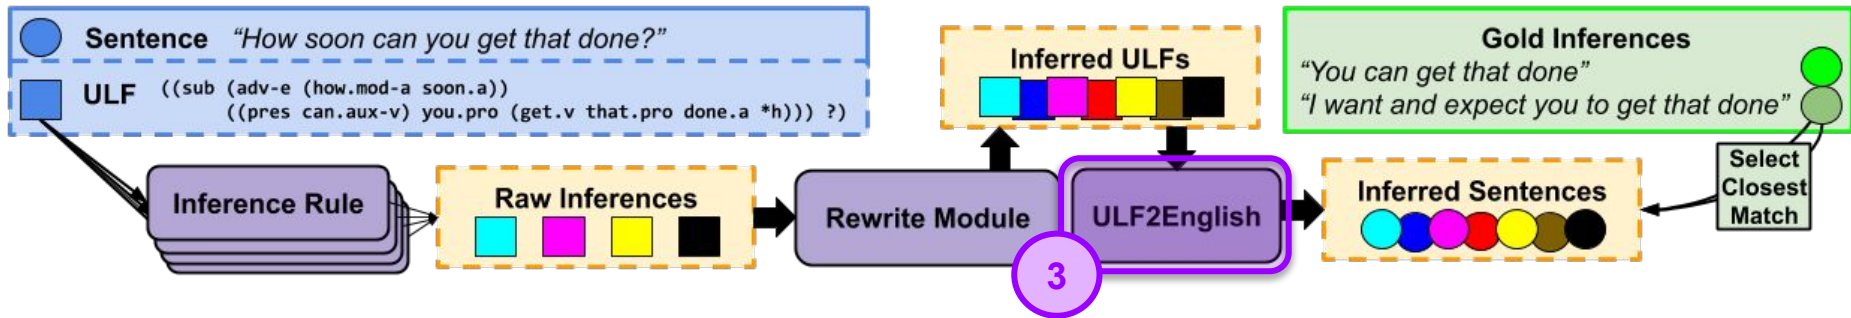 Sentence "How soon can you get that done?"
ULF ((sub (adv-e (how.mod-a soon.a))
((pres can.aux-v) you.pro (get.v that.pro done.a *h))) ?)
Inference Rule
Raw Inferences
Rewrite Module
Inferred ULFs
ULF2English
3
Inferred Sentences
Gold Inferences
"You can get that done"
"I want and expect you to get that done"
Select
Closest
Match